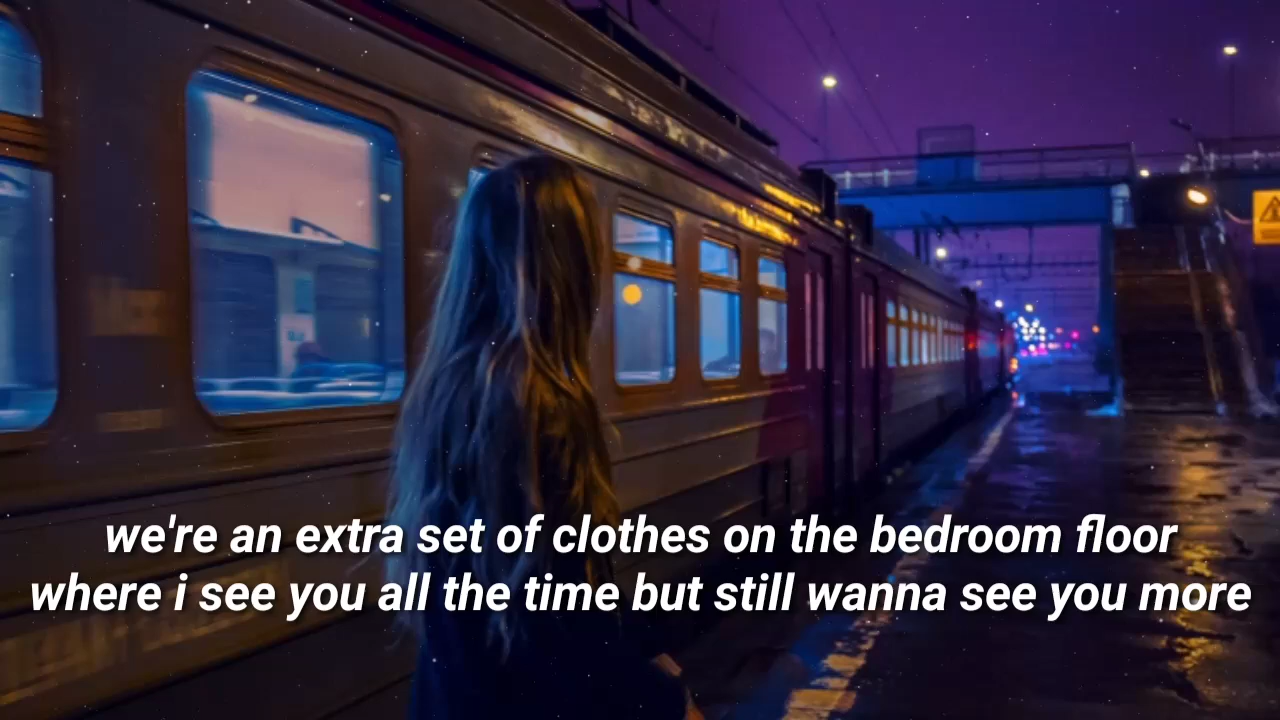 we're an extra set of clothes on the bedroom floor
where i see you all the time but still wanna see you more